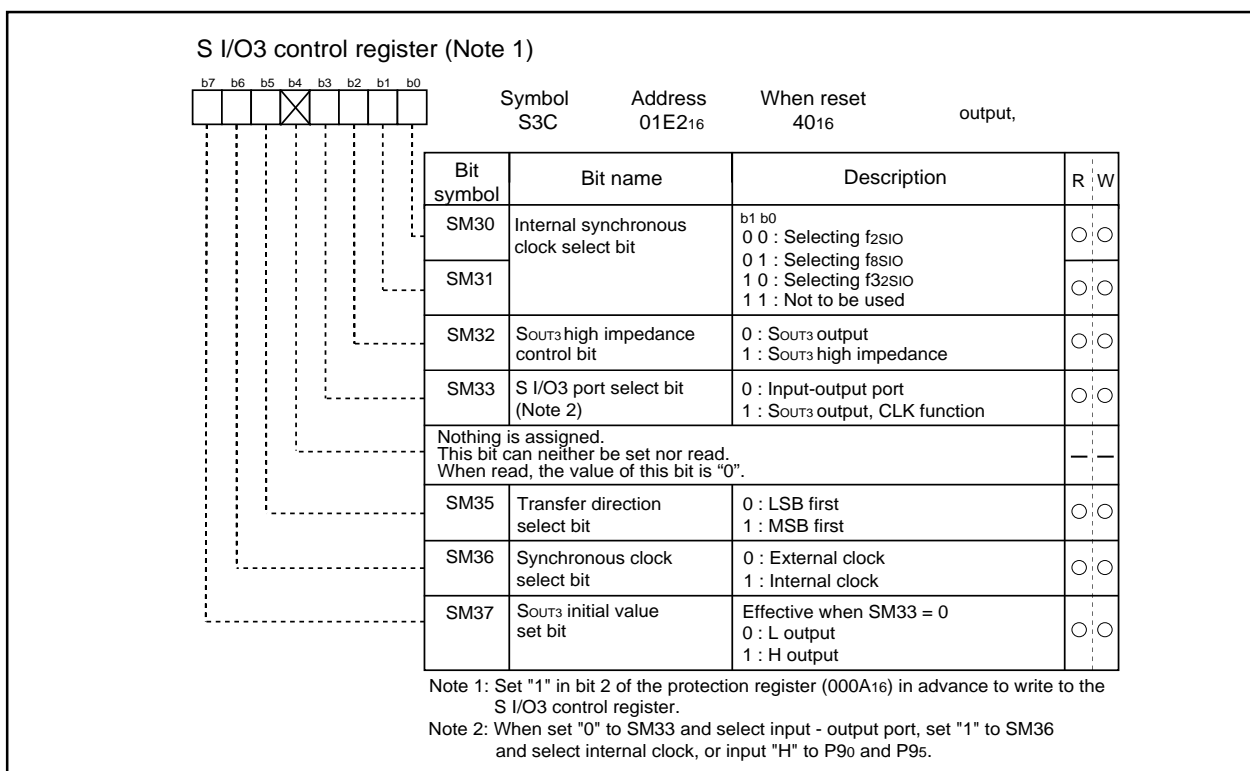 S I/O3 control register (Note 1)
b7 b6 b5 b4 b3 b2 b1 b0
Symbol Address When reset
S3C 01E216 4016 output,
Bit symbol Bit name Description R W
SM30 Internal synchronous clock select bit
b1 b0
0 0 : Selecting f2SIO
0 1 : Selecting f8SIO
SM31
1 0 : Selecting f32SIO
1 1 : Not to be used
SM32 SOUT3 high impedance control bit
0 : SOUT3 output
1 : SOUT3 high impedance
SM33 S I/O3 port select bit (Note 2)
0 : Input-output port
1 : SOUT3 output, CLK function
Nothing is assigned.
This bit can neither be set nor read.
When read, the value of this bit is “0”.
SM35 Transfer direction select bit
0 : LSB first
1 : MSB first
SM36 Synchronous clock select bit
0 : External clock
1 : Internal clock
SM37 SOUT3 initial value set bit
Effective when SM33 = 0
0 : L output
1 : H output
Note 1: Set "1" in bit 2 of the protection register (000A16) in advance to write to the
S I/O3 control register.
Note 2: When set "0" to SM33 and select input - output port, set "1" to SM36
and select internal clock, or input "H" to P90 and P95.